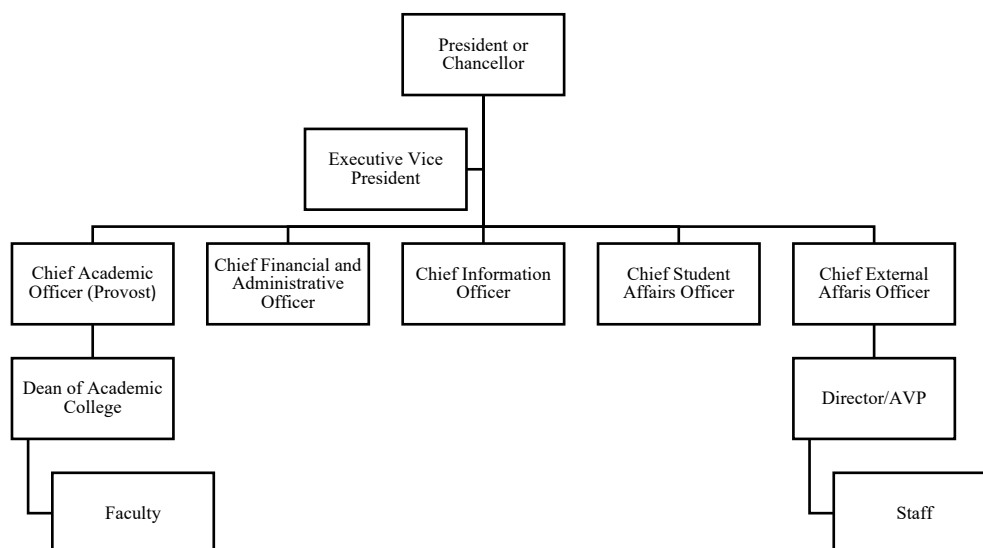 President or
Chancellor
Executive Vice
President
Chief Academic
Officer (Provost)
Chief Financial and
Administrative
Officer
Chief Information
Officer
Chief Student
Affairs Officer
Chief External
Affaris Officer
Dean of Academic
College
Director/AVP
Faculty
Staff